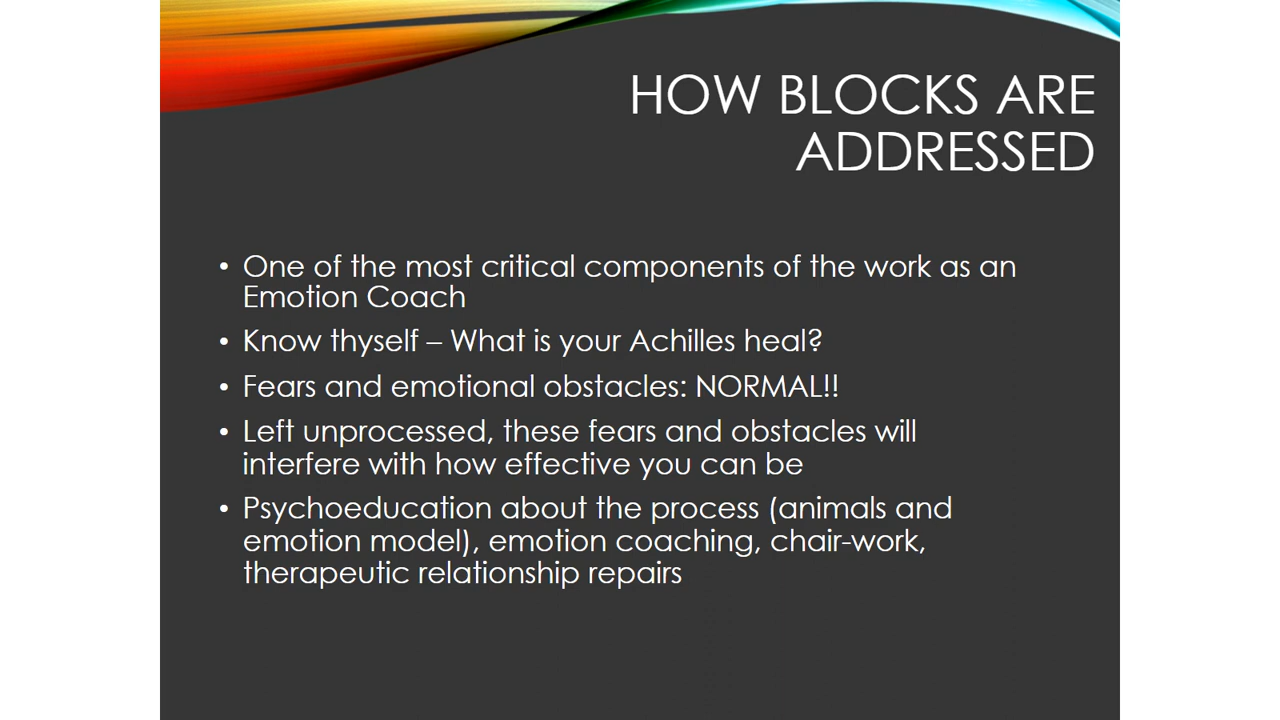 HOW BLOCKS ARE
ADDRESSED
• One of the most critical components of the work as an
Emotion Coach
• Know thyself – What is your Achilles heal?
• Fears and emotional obstacles: NORMAL!!
• Left unprocessed, these fears and obstacles will
interfere with how effective you can be
• Psychoeducation about the process (animals and
emotion model), emotion coaching, chair-work,
therapeutic relationship repairs